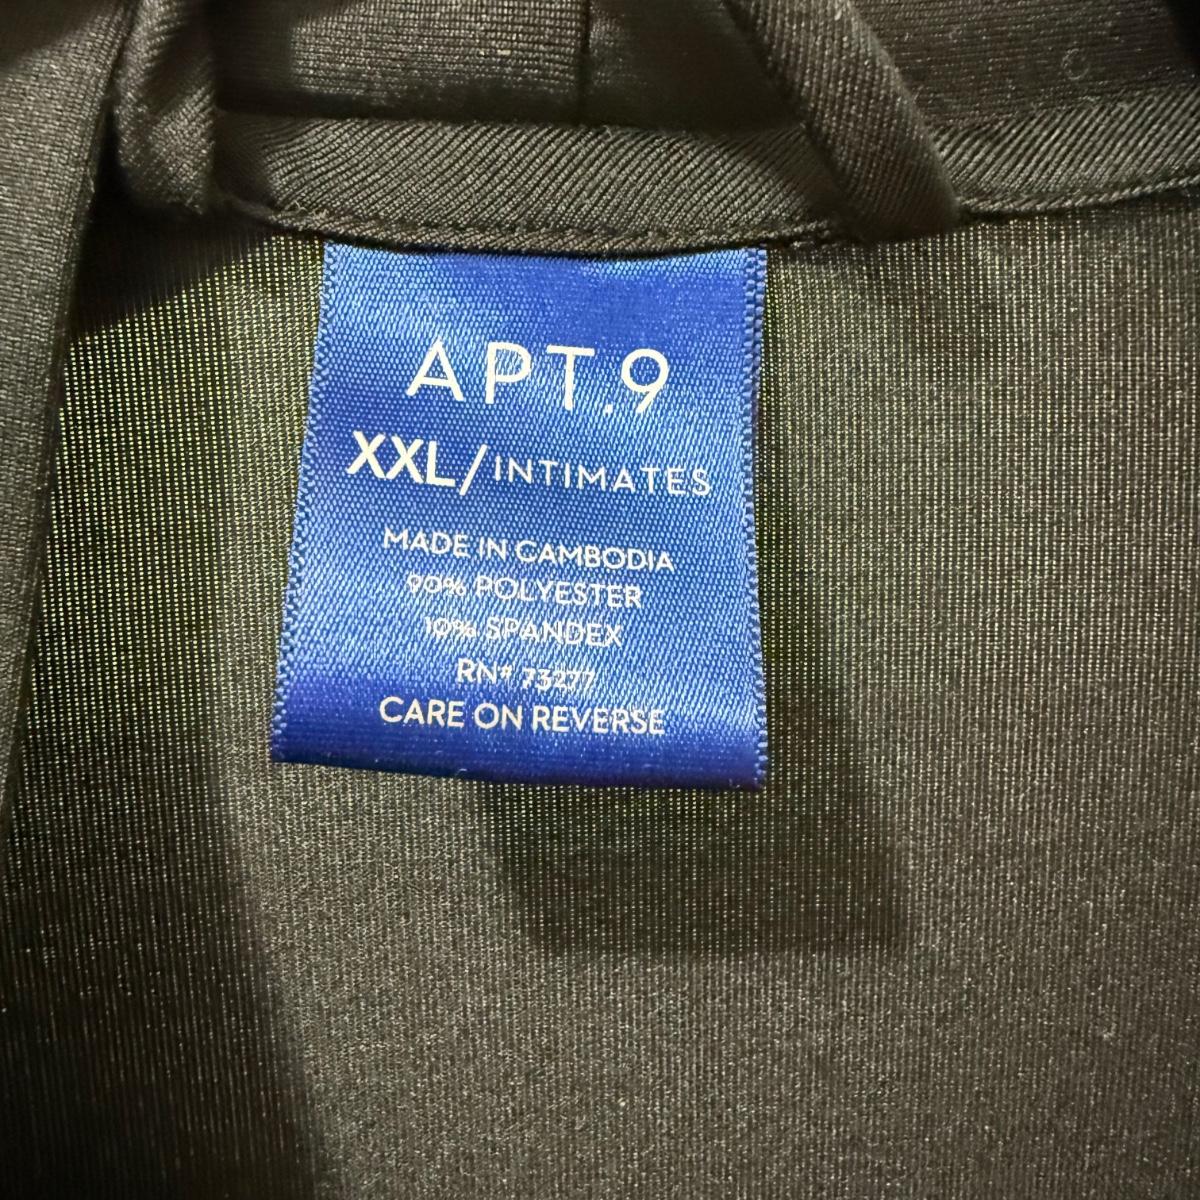 APT.9
XXL/INTIMATES
MADE IN CAMBODIA
90% POLYESTER
10% SPANDEX
RN# 73277
CARE ON REVERSE